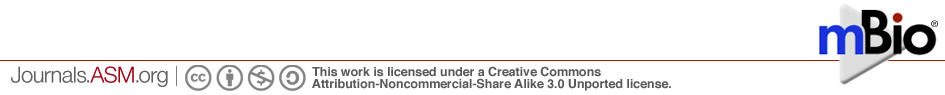 mBio®
Journals.ASM.org | cc $ This work is licensed under a Creative Commons
Attribution-Noncommercial-Share Alike 3.0 Unported license.